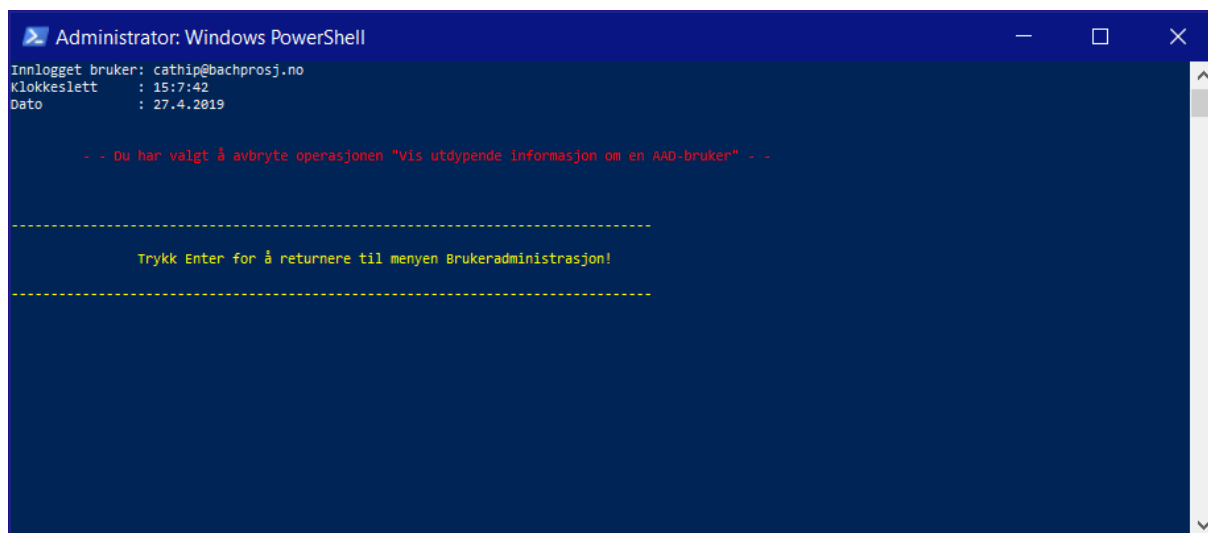 Administrator: Windows PowerShell
Innlogget bruker: cathip@bachprosj.no
Klokkeslett     : 15:7:42
Dato            : 27.4.2019
- - Du har valgt å avbryte operasjonen "Vis utdypende informasjon om en AAD-bruker" - -
--------------------------------------------------------------------------------
Trykk Enter for å returnere til menyen Brukeradministrasjon!
--------------------------------------------------------------------------------